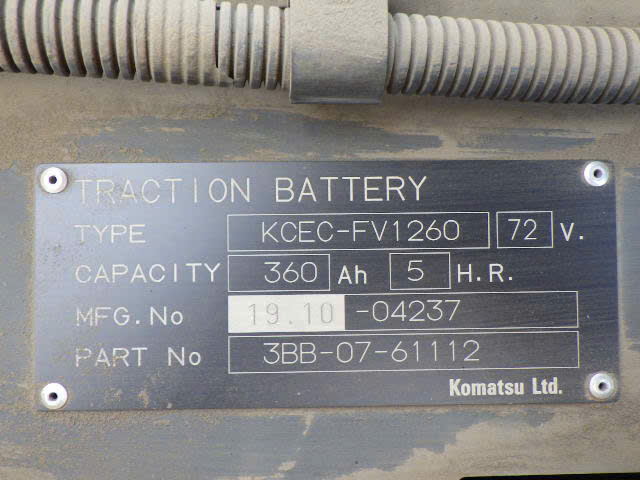 TRACTION BATTERY
TYPE KCEC-FV1260 72 V.
CAPACITY 360 Ah 5 H.R.
MFG.No 19.10 -04237
PART No 3BB-07-61112
Komatsu Ltd.